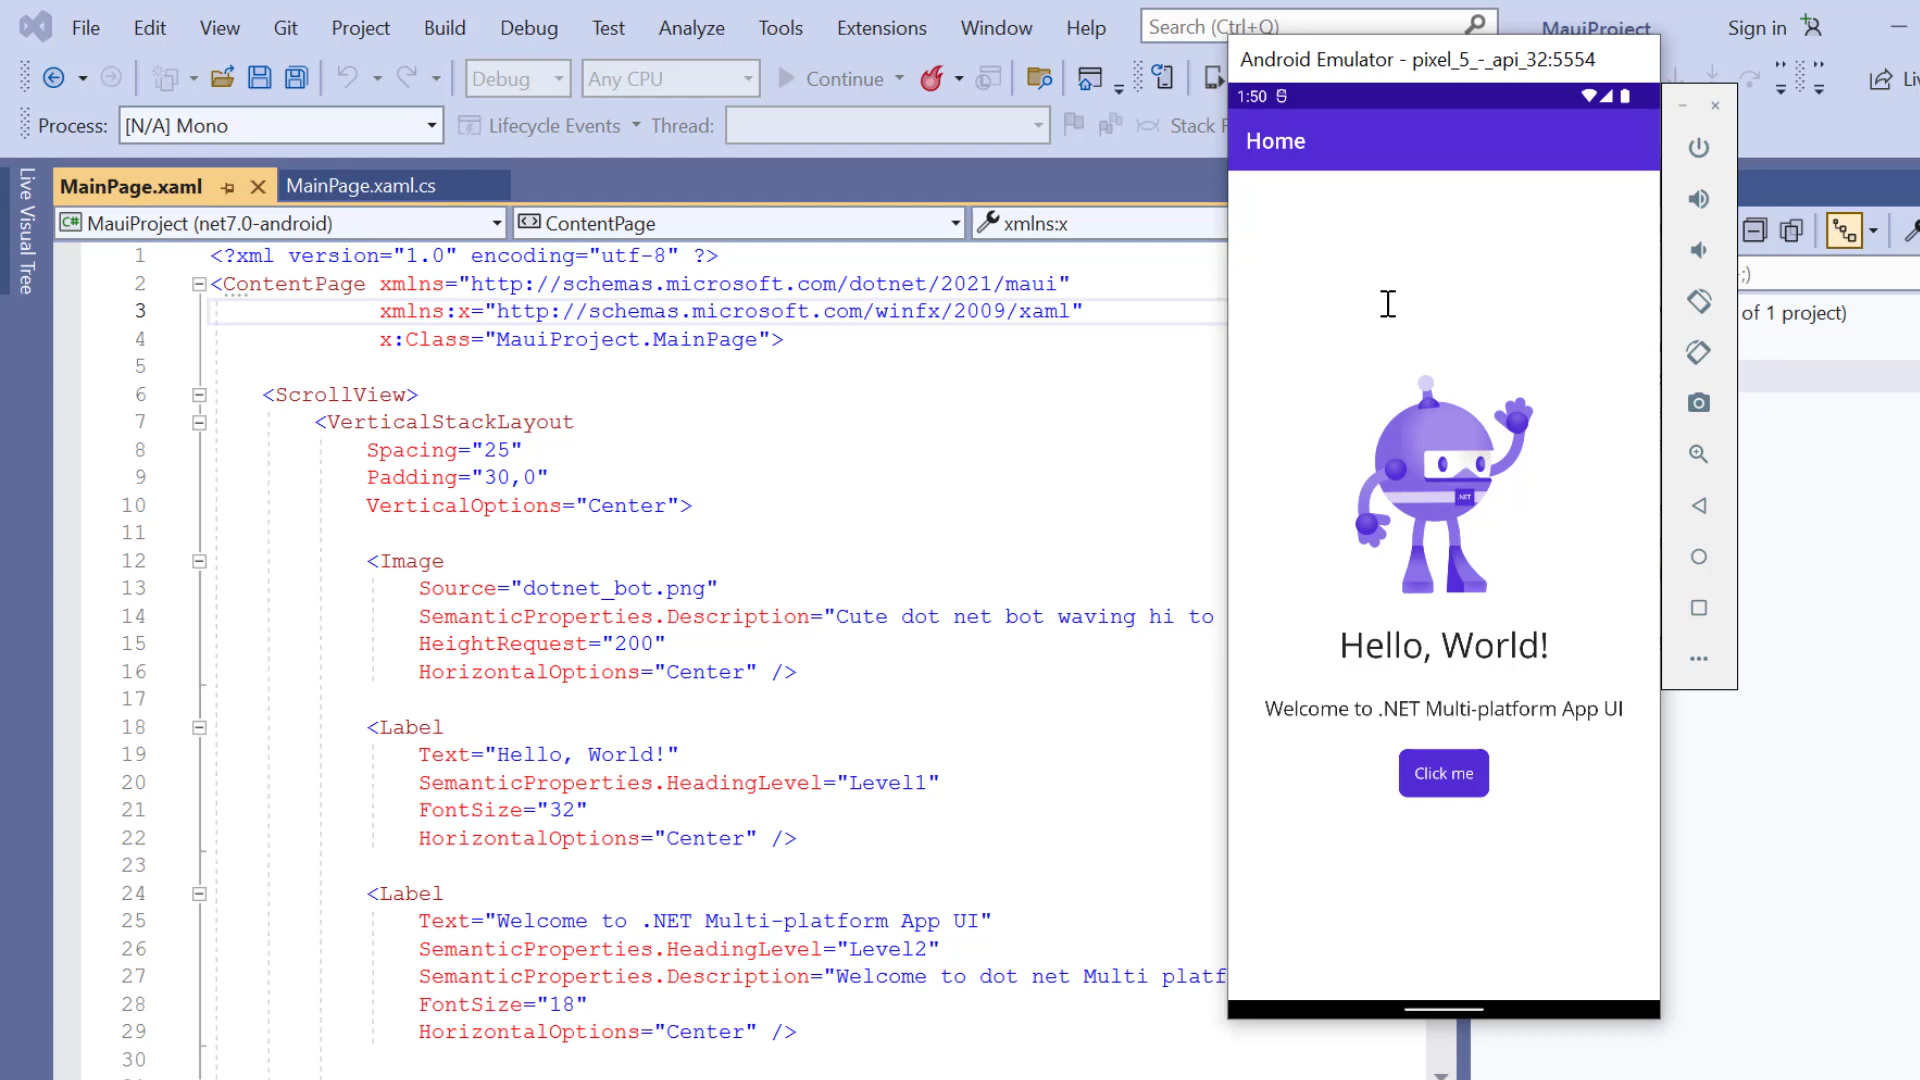 File Edit View Git Project Build Debug Test Analyze Tools Extensions Window Help Search (Ctrl+Q) MauiProject Sign in
Debug Any CPU Continue
Process: [N/A] Mono Lifecycle Events Thread: Stack
Live Visual Tree
MainPage.xaml MainPage.xaml.cs
MauiProject (net7.0-android) ContentPage xmlns:x
1 <?xml version="1.0" encoding="utf-8" ?>
2 <ContentPage xmlns="http://schemas.microsoft.com/dotnet/2021/maui"
3 xmlns:x="http://schemas.microsoft.com/winfx/2009/xaml"
4 x:Class="MauiProject.MainPage">
5
6 <ScrollView>
7 <VerticalStackLayout
8 Spacing="25"
9 Padding="30,0"
10 VerticalOptions="Center">
11
12 <Image
13 Source="dotnet_bot.png"
14 SemanticProperties.Description="Cute dot net bot waving hi to
15 HeightRequest="200"
16 HorizontalOptions="Center" />
17
18 <Label
19 Text="Hello, World!"
20 SemanticProperties.HeadingLevel="Level1"
21 FontSize="32"
22 HorizontalOptions="Center" />
23
24 <Label
25 Text="Welcome to .NET Multi-platform App UI"
26 SemanticProperties.HeadingLevel="Level2"
27 SemanticProperties.Description="Welcome to dot net Multi platf
28 FontSize="18"
29 HorizontalOptions="Center" />
30
Android Emulator - pixel_5_-_api_32:5554
1:50
Home
.NET
Hello, World!
Welcome to .NET Multi-platform App UI
Click me
of 1 project)